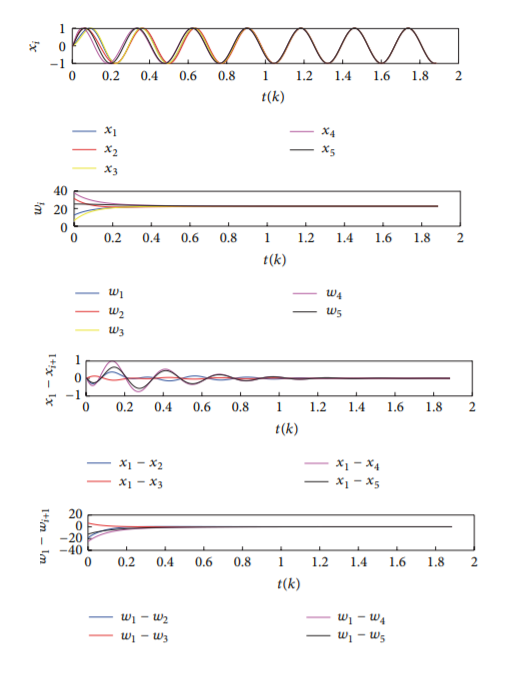 1
0
−1
x_i
0 0.2 0.4 0.6 0.8 1 1.2 1.4 1.6 1.8 2
t(k)
x_1 x_4
x_2 x_5
x_3
40
20
0
w_i
0 0.2 0.4 0.6 0.8 1 1.2 1.4 1.6 1.8 2
t(k)
w_1 w_4
w_2 w_5
w_3
1
0
−1
x_1 − x_{i+1}
0 0.2 0.4 0.6 0.8 1 1.2 1.4 1.6 1.8 2
t(k)
x_1 − x_2 x_1 − x_4
x_1 − x_3 x_1 − x_5
20
0
−20
−40
w_1 − w_{i+1}
0 0.2 0.4 0.6 0.8 1 1.2 1.4 1.6 1.8 2
t(k)
w_1 − w_2 w_1 − w_4
w_1 − w_3 w_1 − w_5